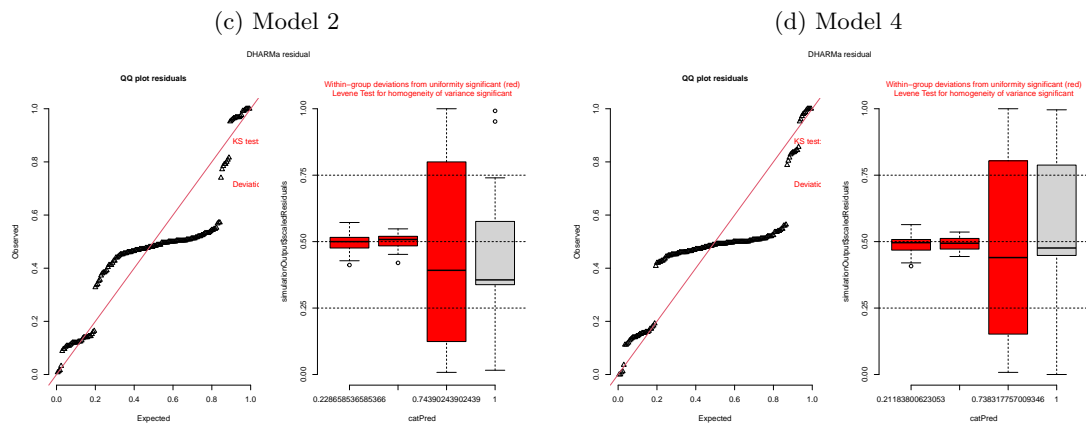 (c) Model 2
DHARMa residual
QQ plot residuals
KS test
Deviatic
Observed
Expected
0.0 0.2 0.4 0.6 0.8 1.0
0.0 0.2 0.4 0.6 0.8 1.0
Within-group deviations from uniformity significant (red)
Levene Test for homogeneity of variance significant
simulationOutput$scaledResiduals
0.00 0.25 0.50 0.75 1.00
0.228658536585366 0.74390243902439 1
catPred
(d) Model 4
DHARMa residual
QQ plot residuals
KS test
Deviatic
Observed
Expected
0.0 0.2 0.4 0.6 0.8 1.0
0.0 0.2 0.4 0.6 0.8 1.0
Within-group deviations from uniformity significant (red)
Levene Test for homogeneity of variance significant
simulationOutput$scaledResiduals
0.00 0.25 0.50 0.75 1.00
0.21183800623053 0.738317757009346 1
catPred